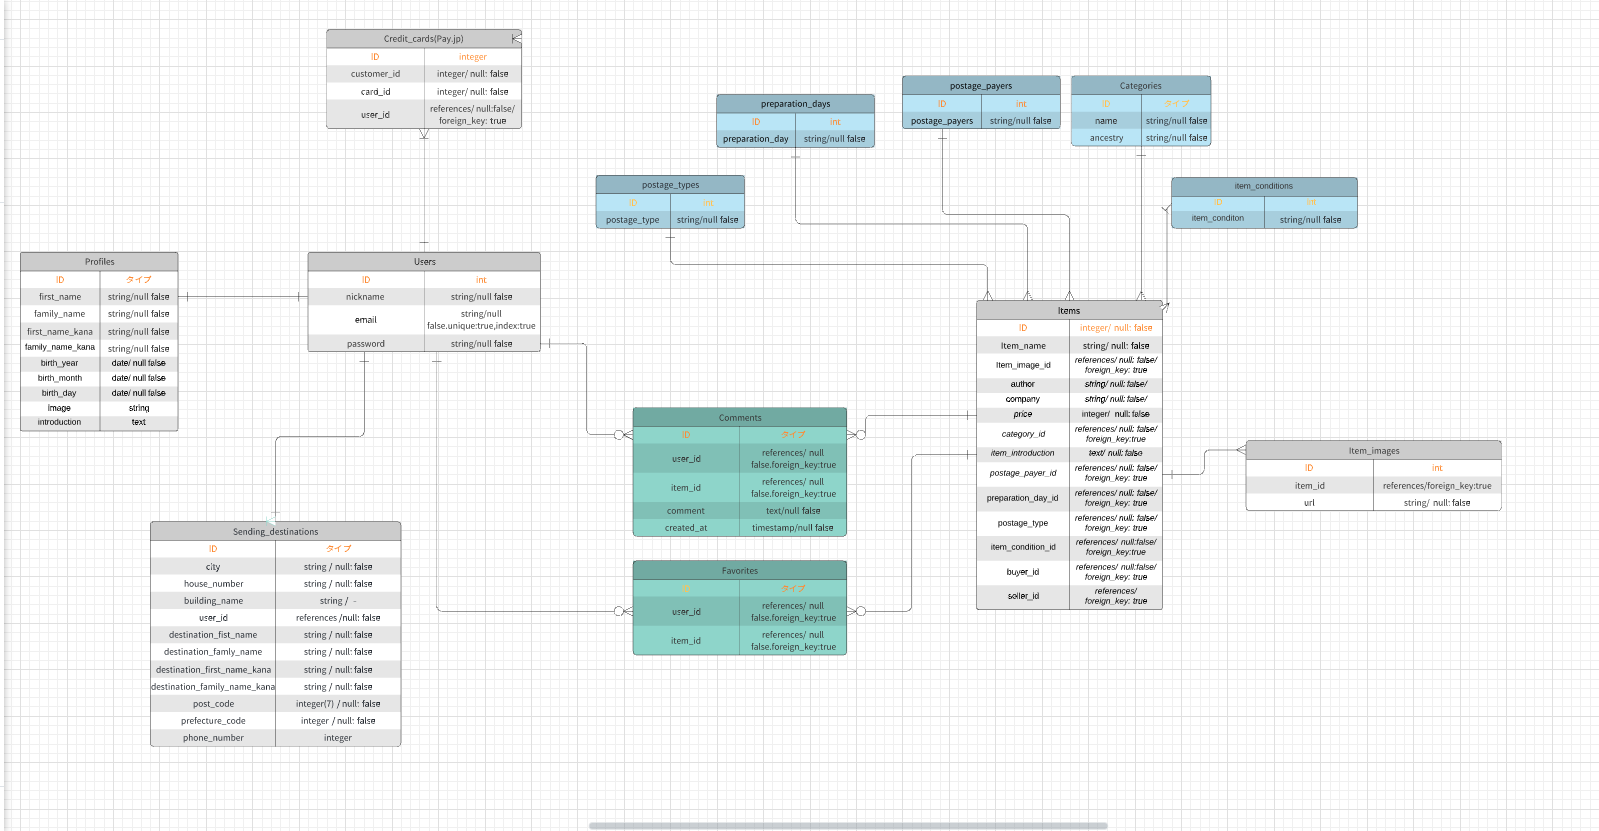 Credit_cards(Pay.jp)
ID integer
customer_id integer/ null: false
card_id integer/ null: false
user_id references/ null:false/
foreign_key: true
postage_payers
ID int
postage_payers string/null false
Categories
ID タイプ
name string/null false
ancestry string/null false
preparation_days
ID int
preparation_day string/null false
postage_types
ID int
postage_type string/null false
item_conditions
ID int
item_conditon string/null false
Profiles
ID タイプ
first_name string/null false
family_name string/null false
first_name_kana string/null false
family_name_kana string/null false
birth_year date/ null false
birth_month date/ null false
birth_day date/ null false
image string
introduction text
Users
ID int
nickname string/null false
email string/null
false.unique:true,index:true
password string/null false
Items
ID integer/ null: false
Item_name string/ null: false
Item_image_id references/ null: false/
foreign_key: true
author string/ null: false/
company string/ null: false/
price integer/ null: false
category_id references/ null: false/
foreign_key:true
item_introduction text/ null: false
postage_payer_id references/ null: false/
foreign_key: true
preparation_day_id references/ null: false/
foreign_key: true
postage_type references/ null: false/
foreign_key: true
item_condition_id references/ null:false/
foreign_key:true
buyer_id references/ null:false/
foreign_key: true
seller_id references/
foreign_key: true
Comments
ID タイプ
user_id references/ null
false.foreign_key:true
item_id references/ null
false.foreign_key:true
comment text/null false
created_at timestamp/null false
Item_images
ID int
item_id references/foreign_key:true
url string/ null: false
Sending_destinations
ID タイプ
city string / null: false
house_number string / null: false
building_name string / -
user_id references /null: false
destination_fist_name string / null: false
destination_famly_name string / null: false
destination_first_name_kana string / null: false
destination_family_name_kana string / null: false
post_code integer(7) / null: false
prefecture_code integer / null: false
phone_number integer
Favorites
ID タイプ
user_id references/ null
false.foreign_key:true
item_id references/ null
false.foreign_key:true